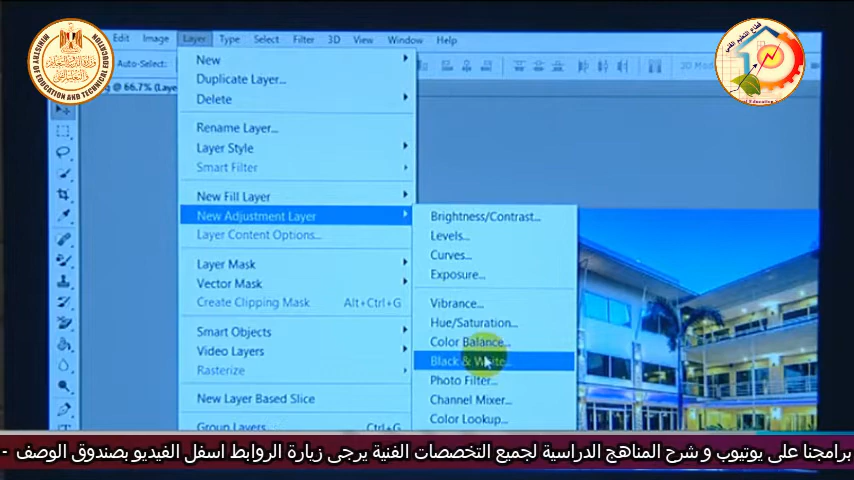 Edit Image Layer Type Select Filter 3D View Window Help
Auto-Select:
@ 66.7% (Laye
New
Duplicate Layer...
Delete
Rename Layer...
Layer Style
Smart Filter
New Fill Layer
New Adjustment Layer
Layer Content Options...
Layer Mask
Vector Mask
Create Clipping Mask Alt+Ctrl+G
Smart Objects
Video Layers
Rasterize
New Layer Based Slice
Group Layers... Ctrl+G
Brightness/Contrast...
Levels...
Curves...
Exposure...
Vibrance...
Hue/Saturation...
Color Balance...
Black & White...
Photo Filter...
Channel Mixer...
Color Lookup...
MINISTRY OF EDUCATION AND TECHNICAL EDUCATION
قطاع التعليم الفني
برامجنا على يوتيوب و شرح المناهج الدراسية لجميع التخصصات الفنية يرجى زيارة الروابط اسفل الفيديو بصندوق الوصف -